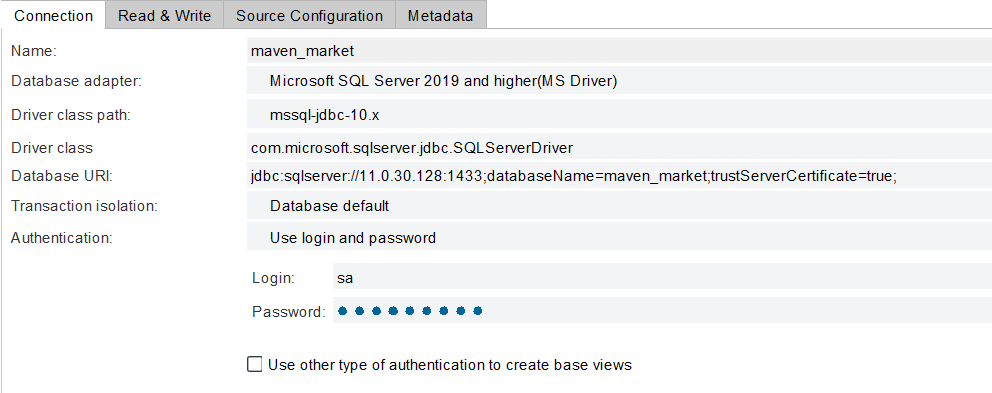 Connection Read & Write Source Configuration Metadata
Name: maven_market
Database adapter: Microsoft SQL Server 2019 and higher(MS Driver)
Driver class path: mssql-jdbc-10.x
Driver class com.microsoft.sqlserver.jdbc.SQLServerDriver
Database URI: jdbc:sqlserver://11.0.30.128:1433;databaseName=maven_market;trustServerCertificate=true;
Transaction isolation: Database default
Authentication: Use login and password
Login: sa
Password: ●●●●●●●●●
Use other type of authentication to create base views